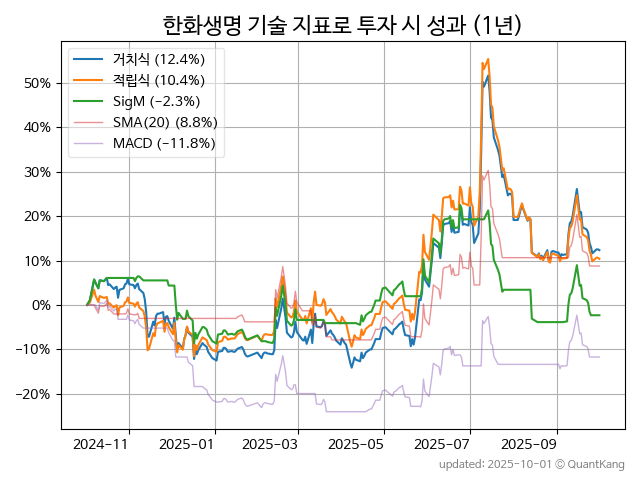 한화생명 기술 지표로 투자 시 성과 (1년)
거치식 (12.4%)
적립식 (10.4%)
SigM (−2.3%)
SMA(20) (8.8%)
MACD (−11.8%)
50%
40%
30%
20%
10%
0%
−10%
−20%
2024-11 2025-01 2025-03 2025-05 2025-07 2025-09
updated: 2025-10-01 © QuantKang